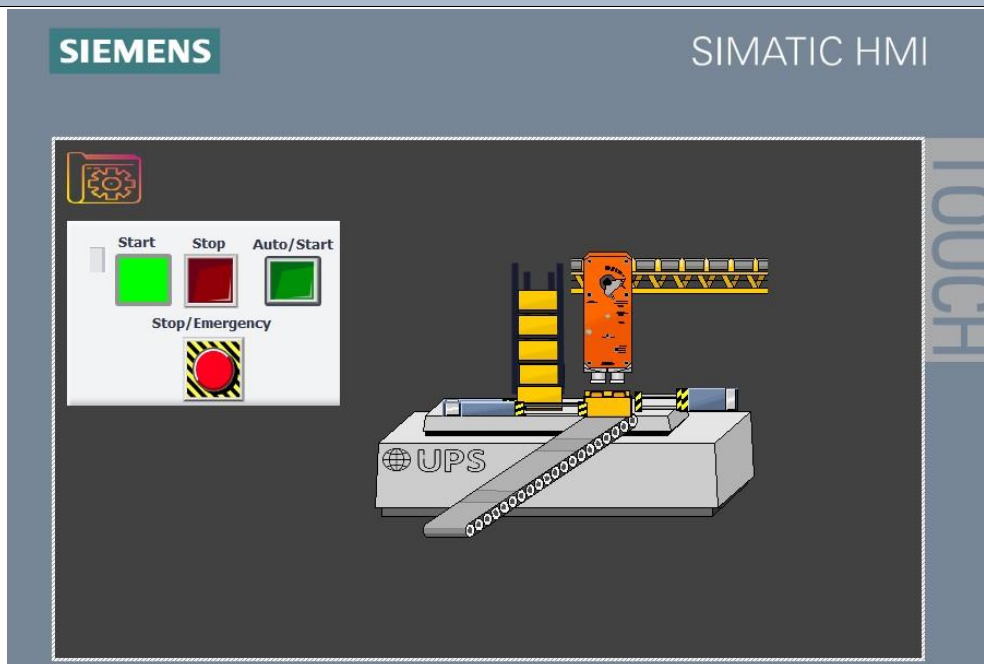 SIEMENS
SIMATIC HMI
TOUCH
Start Stop Auto/Start
Stop/Emergency
UPS